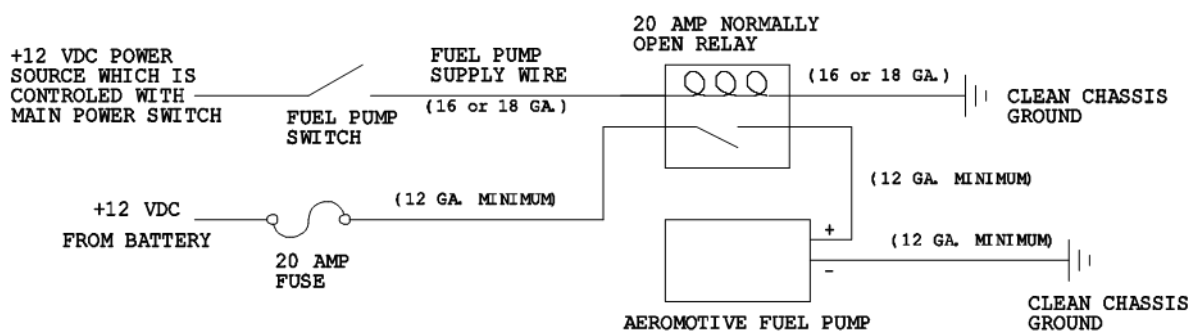 20 AMP NORMALLY
OPEN RELAY
+12 VDC POWER
SOURCE WHICH IS
CONTROLED WITH
MAIN POWER SWITCH
FUEL PUMP
SUPPLY WIRE
(16 or 18 GA.)
(16 or 18 GA.)
FUEL PUMP
SWITCH
CLEAN CHASSIS
GROUND
(12 GA. MINIMUM)
+12 VDC
FROM BATTERY
(12 GA. MINIMUM)
20 AMP
FUSE
+
-
(12 GA. MINIMUM)
CLEAN CHASSIS
GROUND
AEROMOTIVE FUEL PUMP